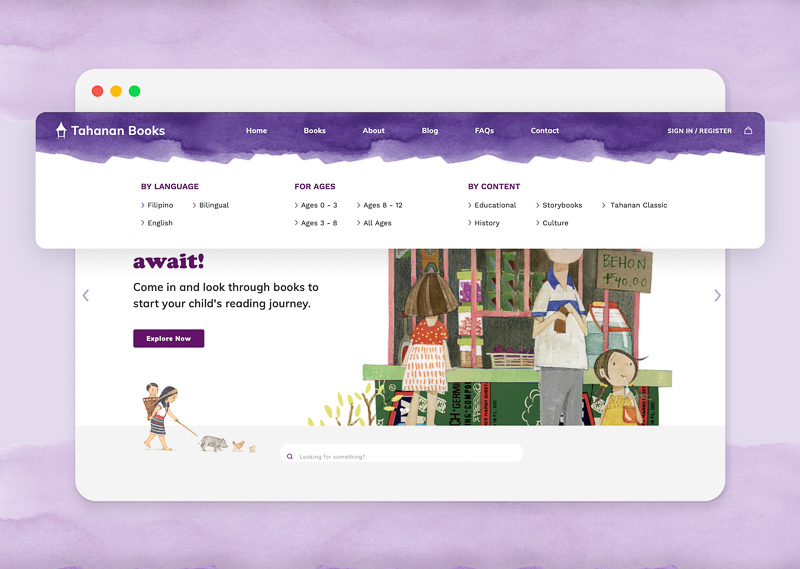 Tahanan Books
Home Books About Blog FAQs Contact
SIGN IN / REGISTER
BY LANGUAGE
Filipino Bilingual
English
FOR AGES
Ages 0 - 3 Ages 8 - 12
Ages 3 - 8 All Ages
BY CONTENT
Educational Storybooks Tahanan Classic
History Culture
await!
Come in and look through books to
start your child's reading journey.
Explore Now
BEHON
₱40.00
Looking for something?